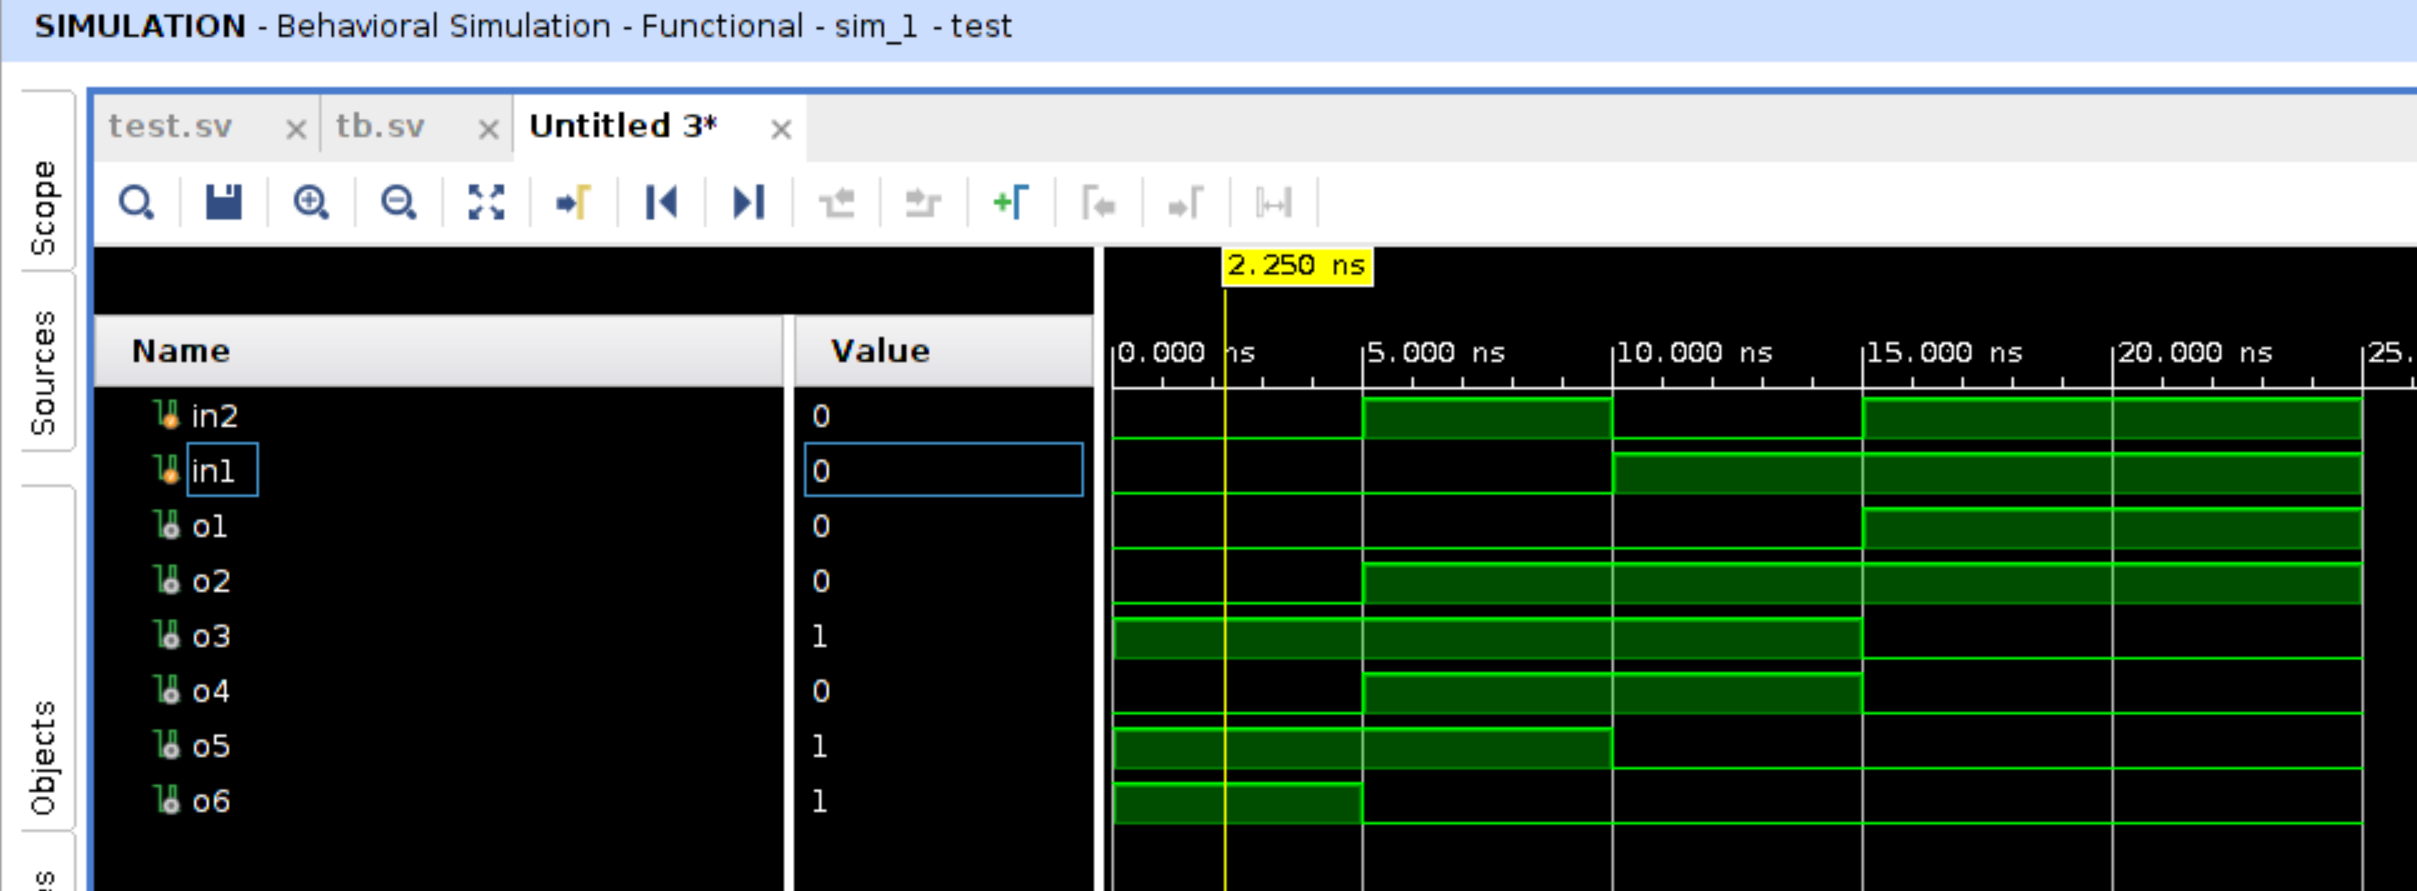 SIMULATION - Behavioral Simulation - Functional - sim_1 - test
test.sv tb.sv Untitled 3*
Scope
Sources
Objects
2.250 ns
Name Value
0.000 ns 5.000 ns 10.000 ns 15.000 ns 20.000 ns 25.
in2 0
in1 0
o1 0
o2 0
o3 1
o4 0
o5 1
o6 1